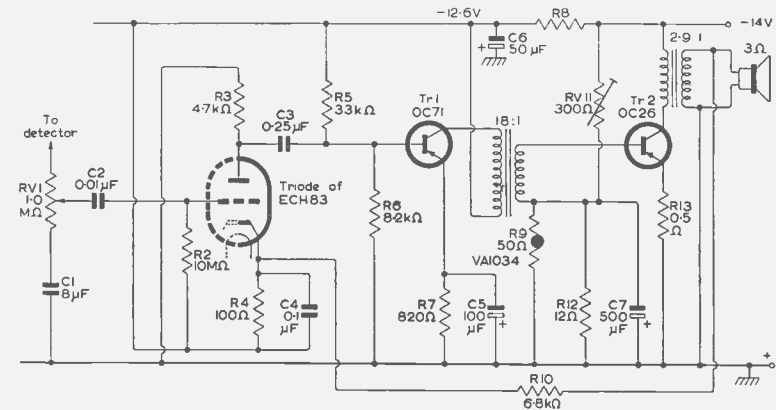 −12·6V
R8
−14V
C6
50μF
2·9:1
3Ω
R3
4·7kΩ
R5
33kΩ
Tr1
OC71
RV11
300Ω
Tr2
OC26
To
detector
C3
0·25μF
18:1
C2
0·01μF
RV1
1·0
MΩ
Triode of
ECH83
R6
8·2kΩ
R13
0·5
Ω
R2
10MΩ
R9
50Ω
VA1034
C1
8μF
R4
100Ω
C4
0·1
μF
R7
820Ω
C5
100
μF
R12
12Ω
C7
500
μF
R10
6·8kΩ